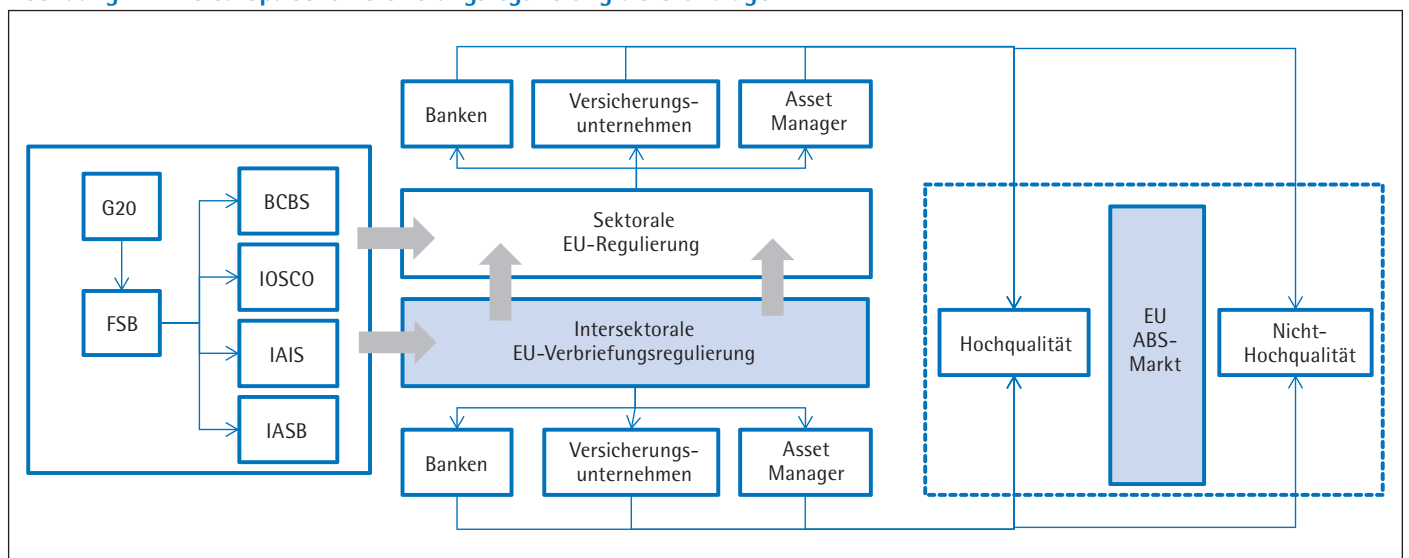 Banken
Versicherungs-
unternehmen
Asset
Manager
G20
FSB
BCBS
IOSCO
IAIS
IASB
Sektorale
EU-Regulierung
Intersektorale
EU-Verbriefungsregulierung
Banken
Versicherungs-
unternehmen
Asset
Manager
Hochqualität
EU
ABS-
Markt
Nicht-
Hochqualität